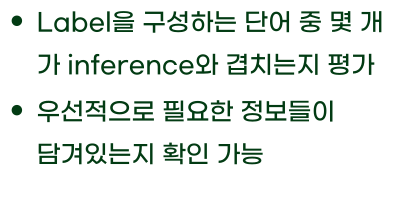 • Label을 구성하는 단어 중 몇 개
가 inference와 겹치는지 평가
• 우선적으로 필요한 정보들이
담겨있는지 확인 가능